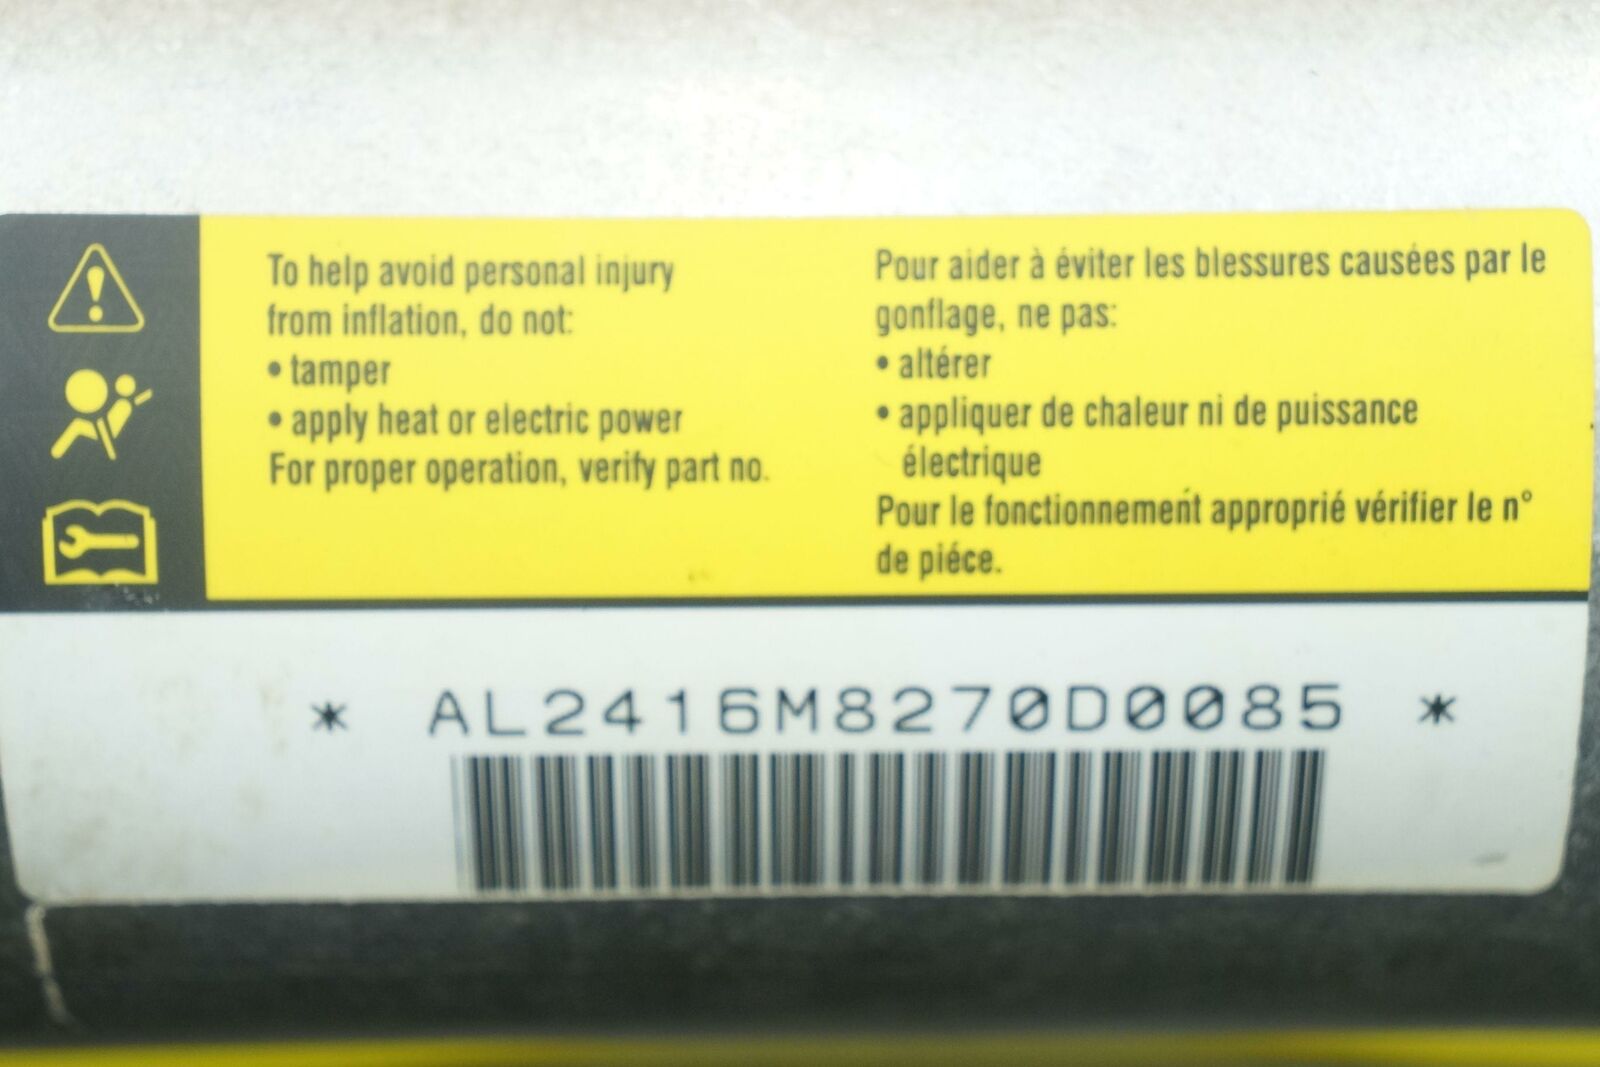 To help avoid personal injury
from inflation, do not:
• tamper
• apply heat or electric power
For proper operation, verify part no.
Pour aider à éviter les blessures causées par le
gonflage, ne pas:
• altérer
• appliquer de chaleur ni de puissance
électrique
Pour le fonctionnement approprié vérifier le n°
de piéce.
* AL2416M8270D0085 *